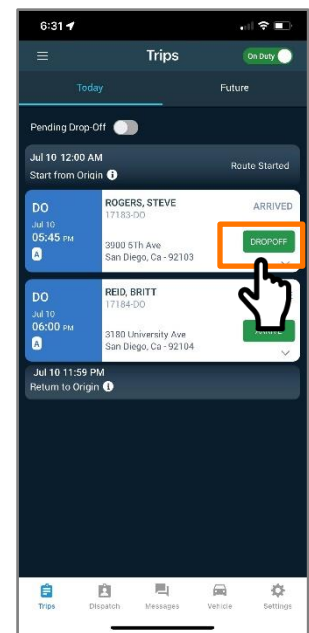 6:31
Trips
On Duty
Today
Future
Pending Drop-Off
Jul 10 12:00 AM
Start from Origin
Route Started
DO
Jul 10
05:45 PM
A
ROGERS, STEVE
17183-DO
3900 5Th Ave
San Diego, Ca - 92103
ARRIVED
DROPOFF
DO
Jul 10
06:00 PM
A
REID, BRITT
17184-DO
3180 University Ave
San Diego, Ca - 92104
Jul 10 11:59 PM
Return to Origin
Trips
Dispatch
Messages
Vehicle
Settings